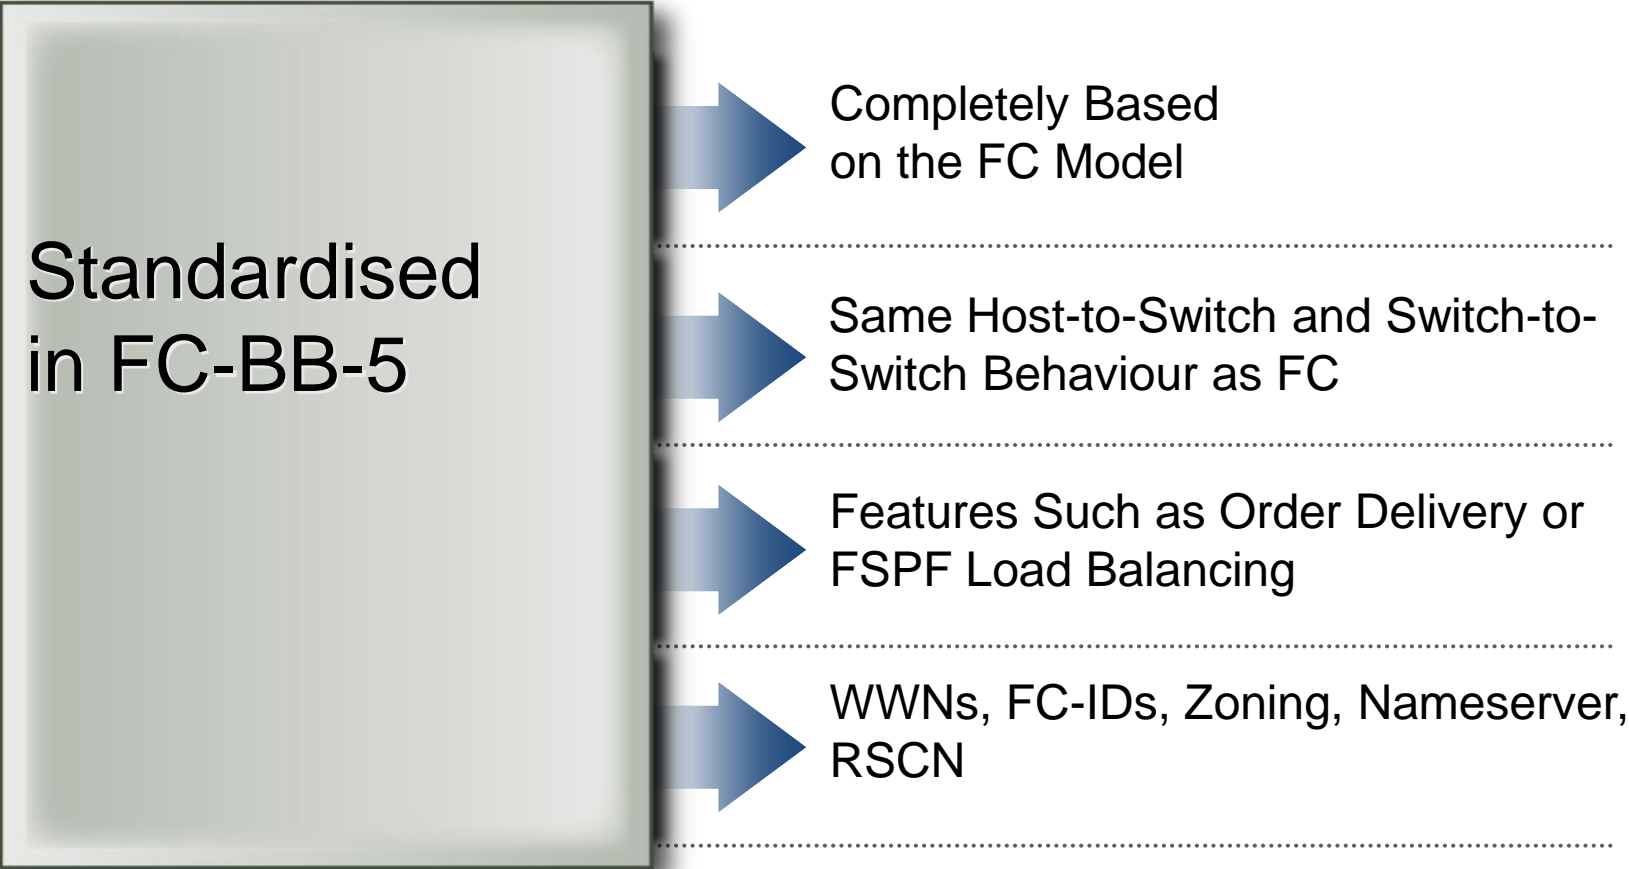 Standardised
in FC-BB-5
Completely Based
on the FC Model
Same Host-to-Switch and Switch-to-
Switch Behaviour as FC
Features Such as Order Delivery or
FSPF Load Balancing
WWNs, FC-IDs, Zoning, Nameserver,
RSCN